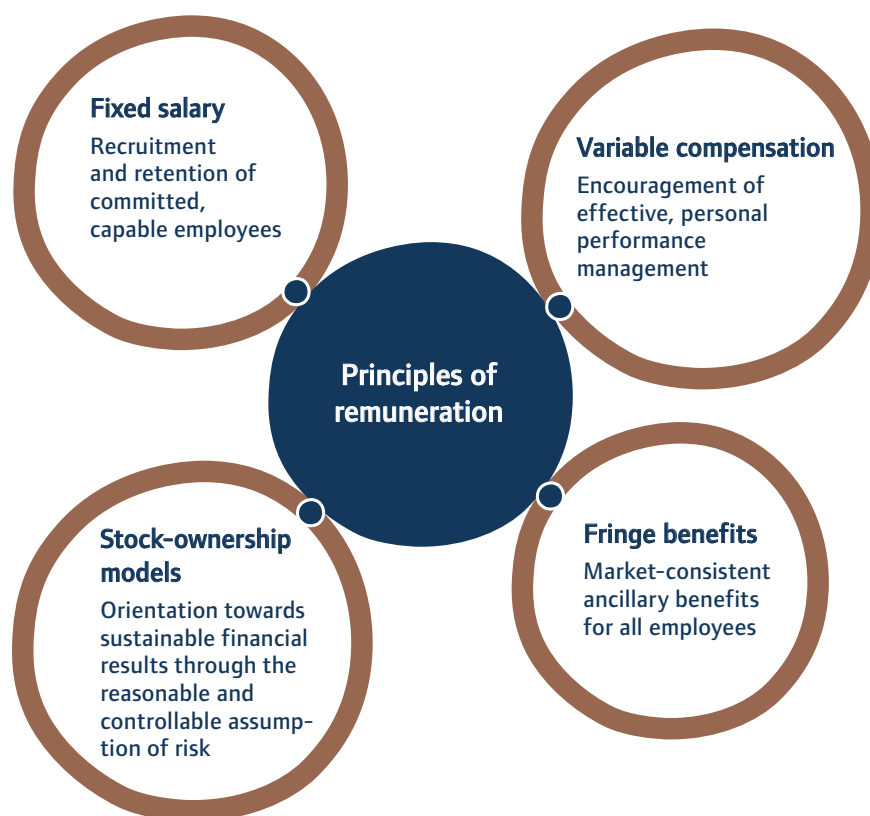 Fixed salary
Recruitment
and retention of
committed,
capable employees
Variable compensation
Encouragement of
effective, personal
performance
management
Principles of
remuneration
Stock-ownership
models
Orientation towards
sustainable financial
results through the
reasonable and
controllable assump-
tion of risk
Fringe benefits
Market-consistent
ancillary benefits
for all employees